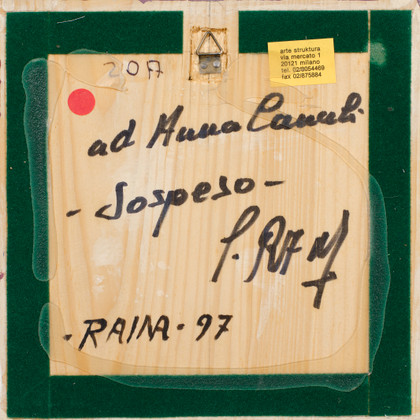 20A
arte struktura
via mercato 1
20121 milano
tel. 02/8054469
fax 02/875884
ad Anna Canali
- Sospeso -
- RAINA - 97